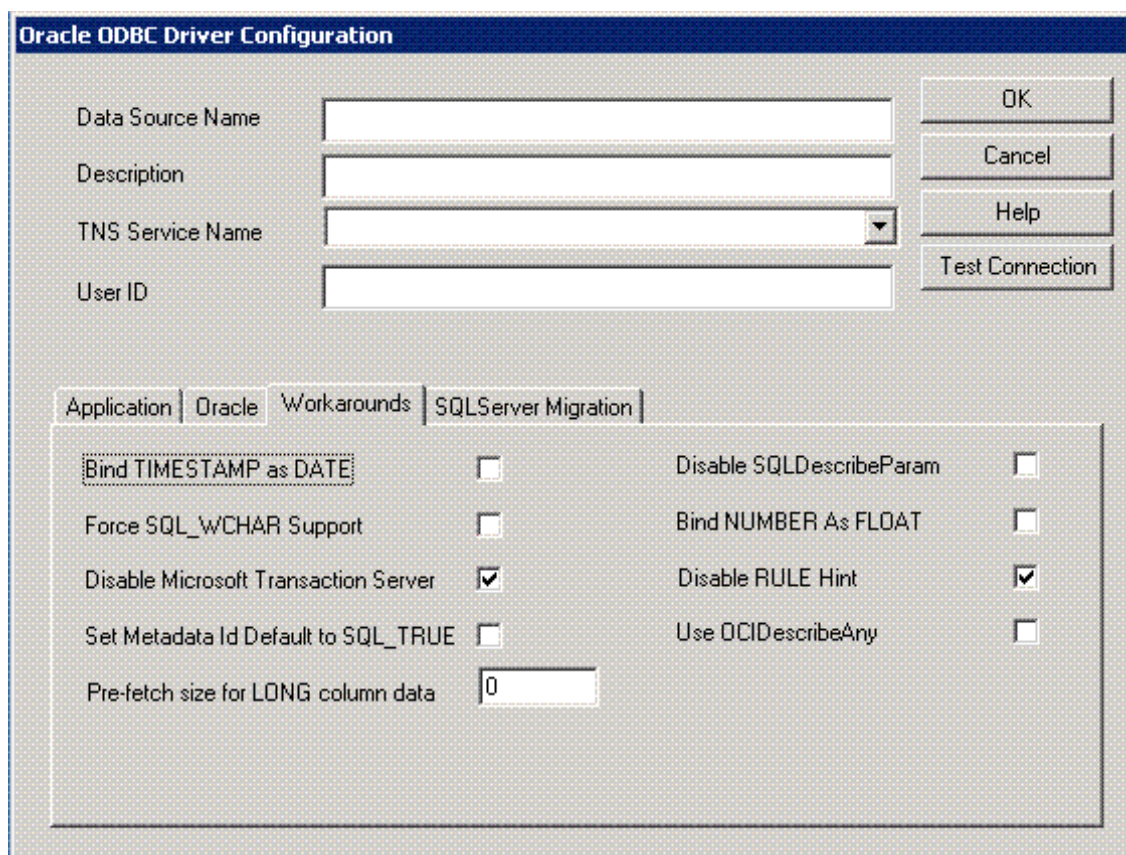 Oracle ODBC Driver Configuration
Data Source Name
OK
Description
Cancel
TNS Service Name
Help
User ID
Test Connection
Application Oracle Workarounds SQLServer Migration
Bind TIMESTAMP as DATE
Disable SQLDescribeParam
Force SQL_WCHAR Support
Bind NUMBER As FLOAT
Disable Microsoft Transaction Server
Disable RULE Hint
Set Metadata Id Default to SQL_TRUE
Use OCIDescribeAny
Pre-fetch size for LONG column data 0